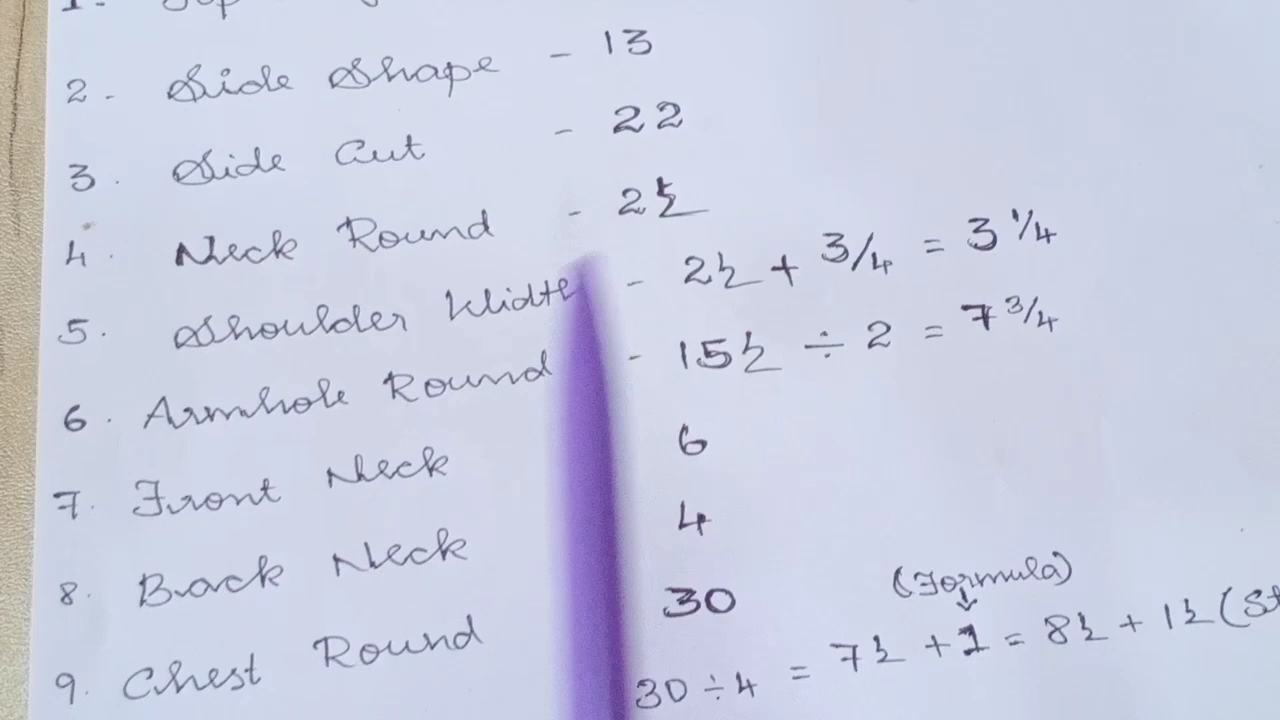 1.
2. Side Shape - 13
3. Side Cut - 22
4. Neck Round - 2½
5. Shoulder Width - 2½ + 3/4 = 3 1/4
6. Armhole Round - 15½ ÷ 2 = 7 3/4
7. Front Neck 6
8. Back Neck 4
9. Chest Round 30
(Formula)
↓
30 ÷ 4 = 7½ + 1 = 8½ + 1½ (St